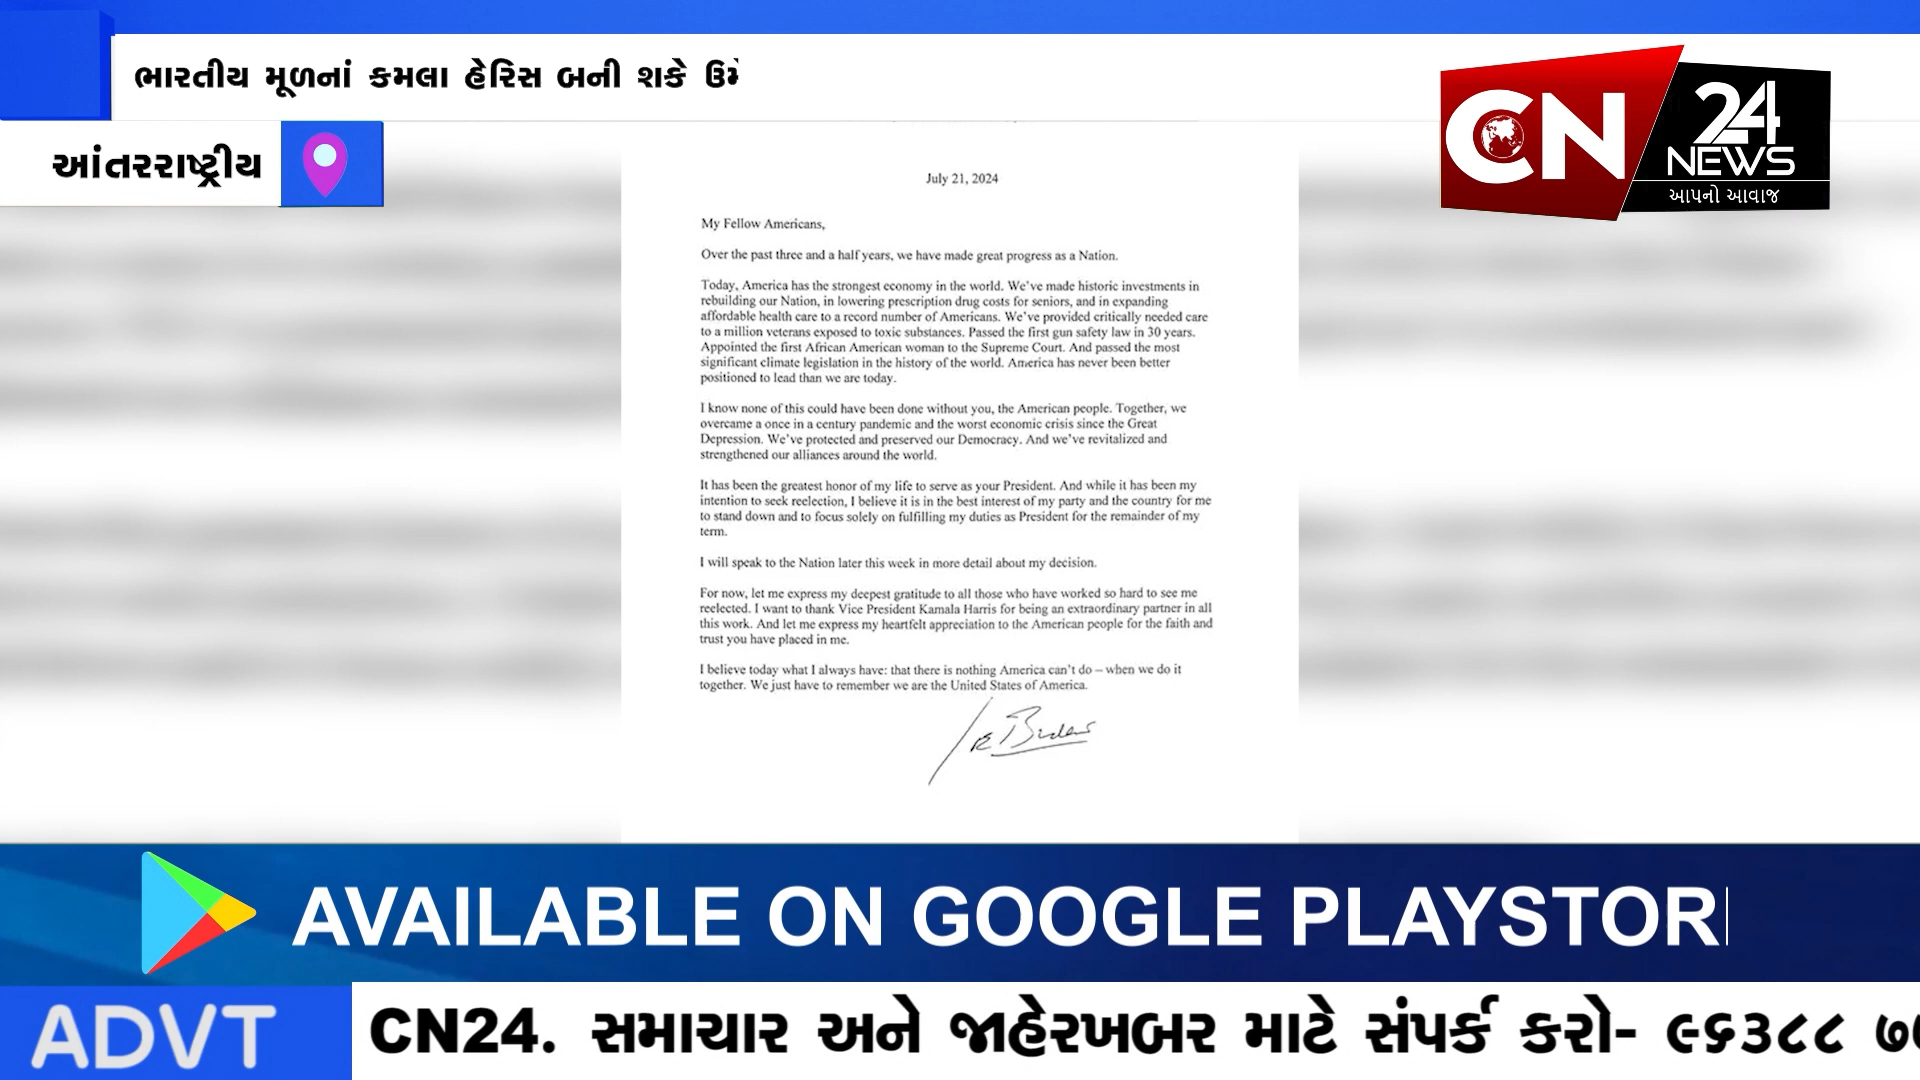 ભારતીય મૂળનાં કમલા હેરિસ બની શકે
આંતરરાષ્ટ્રીય
CN
24
NEWS
આપનો આવાજ
July 21, 2024
My Fellow Americans,
Over the past three and a half years, we have made great progress as a Nation.
Today, America has the strongest economy in the world. We've made historic investments in
rebuilding our Nation, in lowering prescription drug costs for seniors, and in expanding
affordable health care to a record number of Americans. We've provided critically needed care
to a million veterans exposed to toxic substances. Passed the first gun safety law in 30 years.
Appointed the first African American woman to the Supreme Court. And passed the most
significant climate legislation in the history of the world. America has never been better
positioned to lead than we are today.
I know none of this could have been done without you, the American people. Together, we
overcame a once in a century pandemic and the worst economic crisis since the Great
Depression. We've protected and preserved our Democracy. And we've revitalized and
strengthened our alliances around the world.
It has been the greatest honor of my life to serve as your President. And while it has been my
intention to seek reelection, I believe it is in the best interest of my party and the country for me
to stand down and to focus solely on fulfilling my duties as President for the remainder of my
term.
I will speak to the Nation later this week in more detail about my decision.
For now, let me express my deepest gratitude to all those who have worked so hard to see me
reelected. I want to thank Vice President Kamala Harris for being an extraordinary partner in all
this work. And let me express my heartfelt appreciation to the American people for the faith and
trust you have placed in me.
I believe today what I always have: that there is nothing America can't do – when we do it
together. We just have to remember we are the United States of America.
Joe Biden
AVAILABLE ON GOOGLE PLAYSTOR
ADVT
CN24. સમાચાર અને જાહેરખબર માટે સંપર્ક કરો- ૯૬૩૮૮